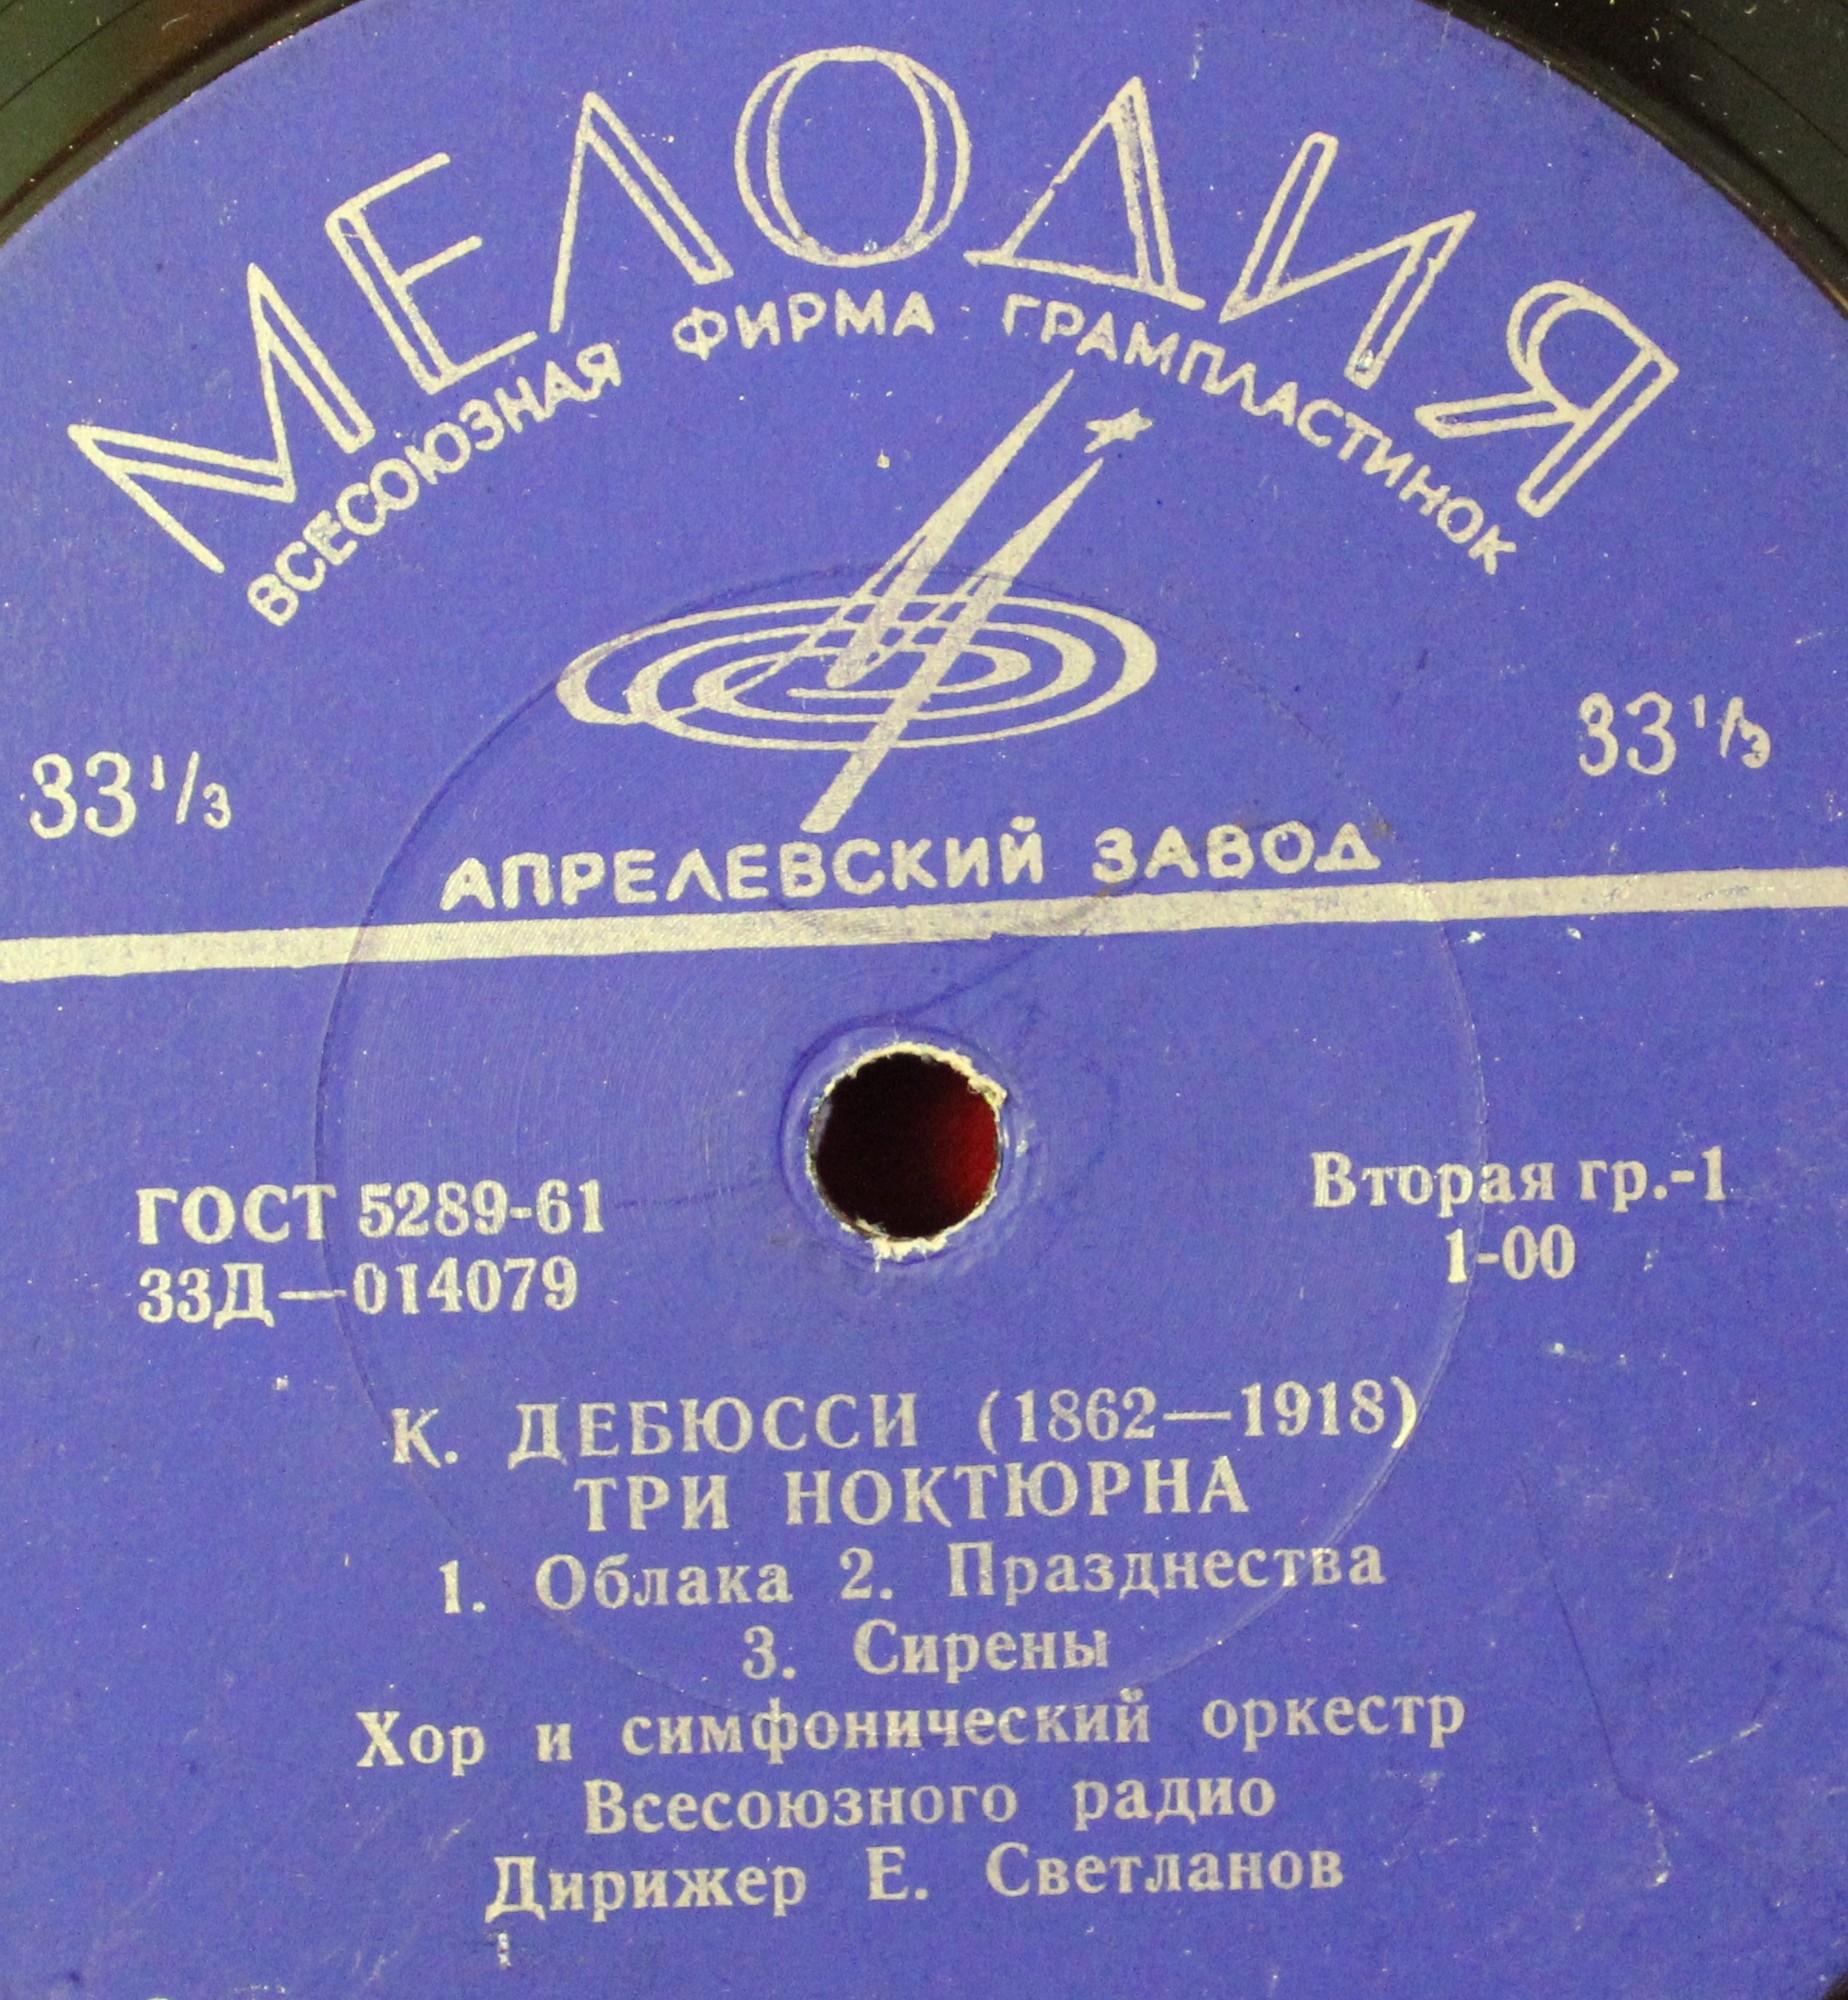 МЕЛОДИЯ
ВСЕСОЮЗНАЯ ФИРМА ГРАМПЛАСТИНОК
33 1/3
33 1/3
АПРЕЛЕВСКИЙ ЗАВОД
ГОСТ 5289-61
Вторая гр.-1
33Д—014079
1-00
К. ДЕБЮССИ (1862—1918)
ТРИ НОКТЮРНА
1. Облака 2. Празднества
3. Сирены
Хор и симфонический оркестр
Всесоюзного радио
Дирижер Е. Светланов
1